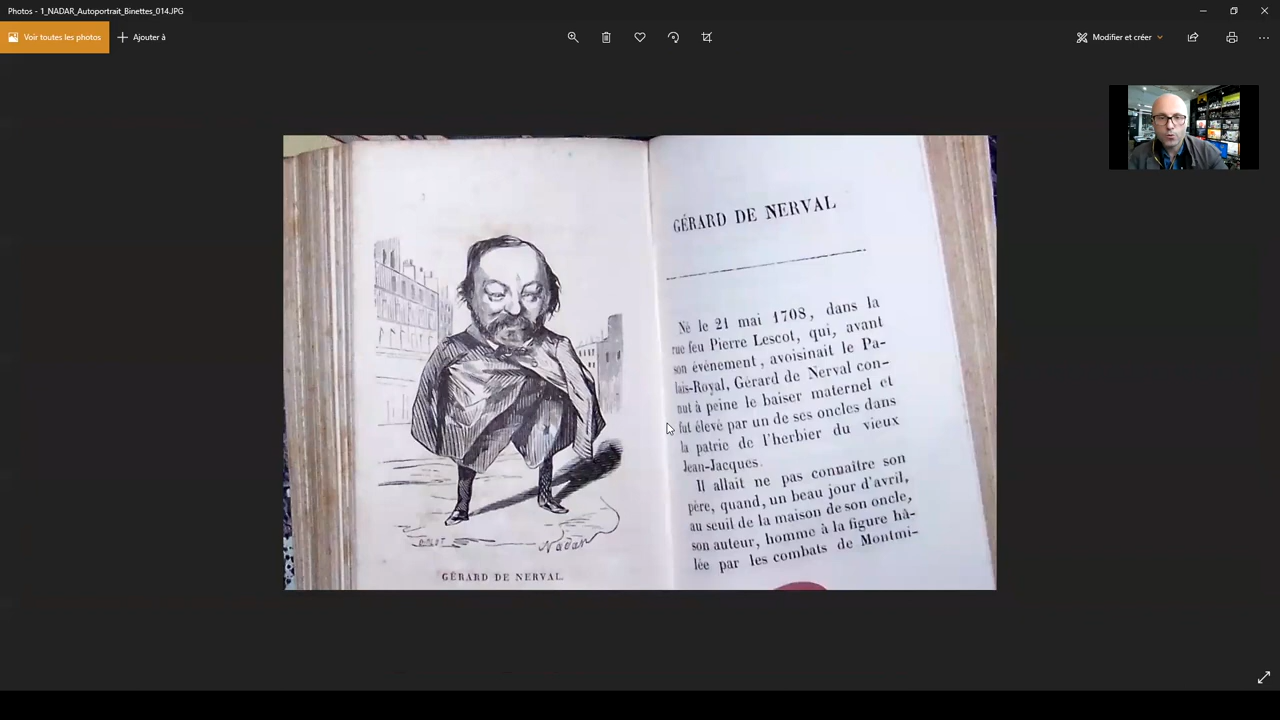 Photos - 1_NADAR_Autoportrait_Binettes_014.JPG
Voir toutes les photos
Ajouter à
Modifier et créer
Nadar
GÉRARD DE NERVAL.
GÉRARD DE NERVAL
Né le 21 mai 1708, dans la
rue feu Pierre Lescot, qui, avant
son évènement, avoisinait le Pa-
lais-Royal, Gérard de Nerval con-
nut à peine le baiser maternel et
fut élevé par un de ses oncles dans
la patrie de l'herbier du vieux
Jean-Jacques.
Il allait ne pas connaître son
père, quand, un beau jour d'avril,
au seuil de la maison de son oncle,
son auteur, homme à la figure hâ-
lée par les combats de Montmi-